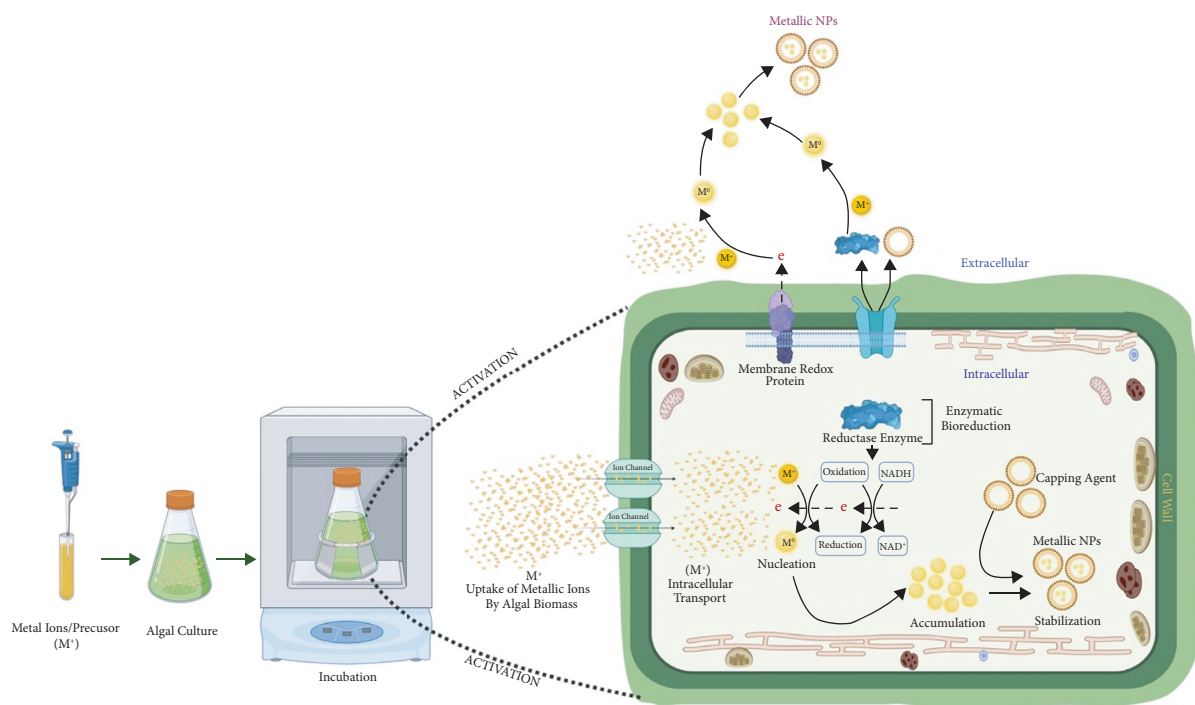 Metallic NPs
M⁰
M⁰
M⁺
M⁺
e
Extracellular
Membrane Redox
Protein
Intracellular
ACTIVATION
Reductase Enzyme
Enzymatic
Bioreduction
Ion Channel
Ion Channel
M⁺
Oxidation
NADH
e
e
M⁰
Reduction
NAD⁺
Nucleation
Capping Agent
Cell Wall
Metallic NPs
Stabilization
Accumulation
(M⁺)
Intracellular
Transport
M⁺
Uptake of Metallic Ions
By Algal Biomass
Metal Ions/Precusor
(M⁺)
Algal Culture
Incubation
ACTIVATION